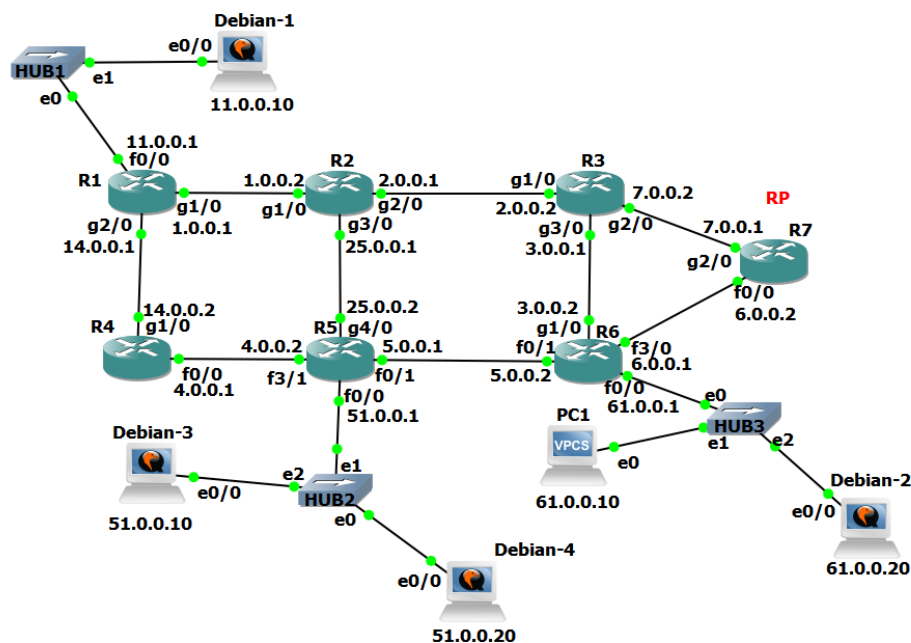 Debian-1
e0/0
HUB1
e1
e0
11.0.0.10
11.0.0.1
f0/0
R1
R2
R3
1.0.0.2
2.0.0.1
g1/0
7.0.0.2
RP
g2/0
g1/0
g1/0
g2/0
2.0.0.2
7.0.0.1
R7
14.0.0.1
1.0.0.1
g3/0
g3/0
g2/0
g2/0
25.0.0.1
3.0.0.1
f0/0
6.0.0.2
14.0.0.2
25.0.0.2
3.0.0.2
R4
g1/0
R5
g4/0
g1/0
R6
4.0.0.2
5.0.0.1
f0/1
f3/0
f0/0
f3/1
f0/1
5.0.0.2
6.0.0.1
4.0.0.1
f0/0
f0/0
51.0.0.1
61.0.0.1
e0
PC1
HUB3
Debian-3
e1
e1
e2
VPCS
e2
e0
Debian-2
e0/0
HUB2
61.0.0.10
51.0.0.10
e0
e0/0
Debian-4
e0/0
61.0.0.20
51.0.0.20